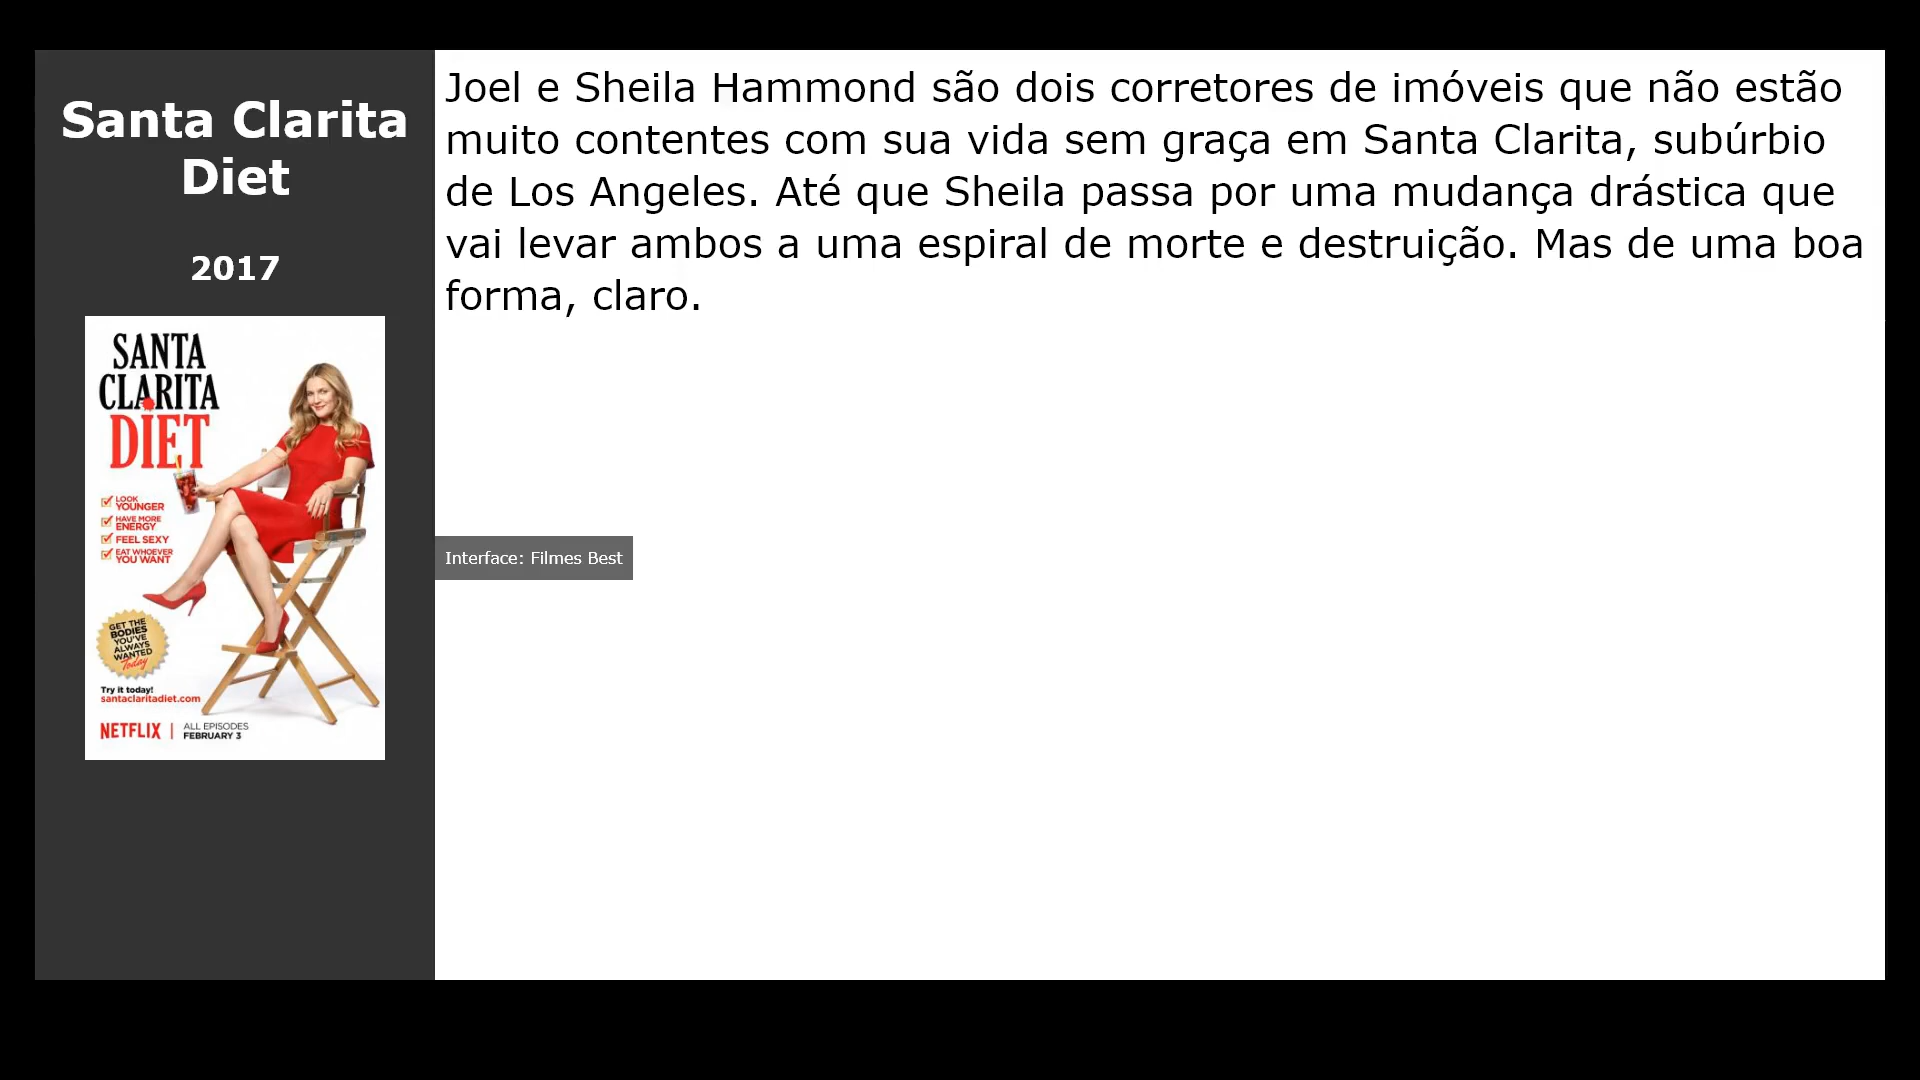 Santa Clarita
Diet
2017
SANTA
CLARITA
DIET
LOOK
YOUNGER
HAVE MORE
ENERGY
FEEL SEXY
EAT WHOEVER
YOU WANT
GET THE
BODIES
YOU'VE
ALWAYS
WANTED
Today
Try it today!
santaclaritadiet.com
NETFLIX | ALL EPISODES
FEBRUARY 3
Joel e Sheila Hammond são dois corretores de imóveis que não estão
muito contentes com sua vida sem graça em Santa Clarita, subúrbio
de Los Angeles. Até que Sheila passa por uma mudança drástica que
vai levar ambos a uma espiral de morte e destruição. Mas de uma boa
forma, claro.
Interface: Filmes Best